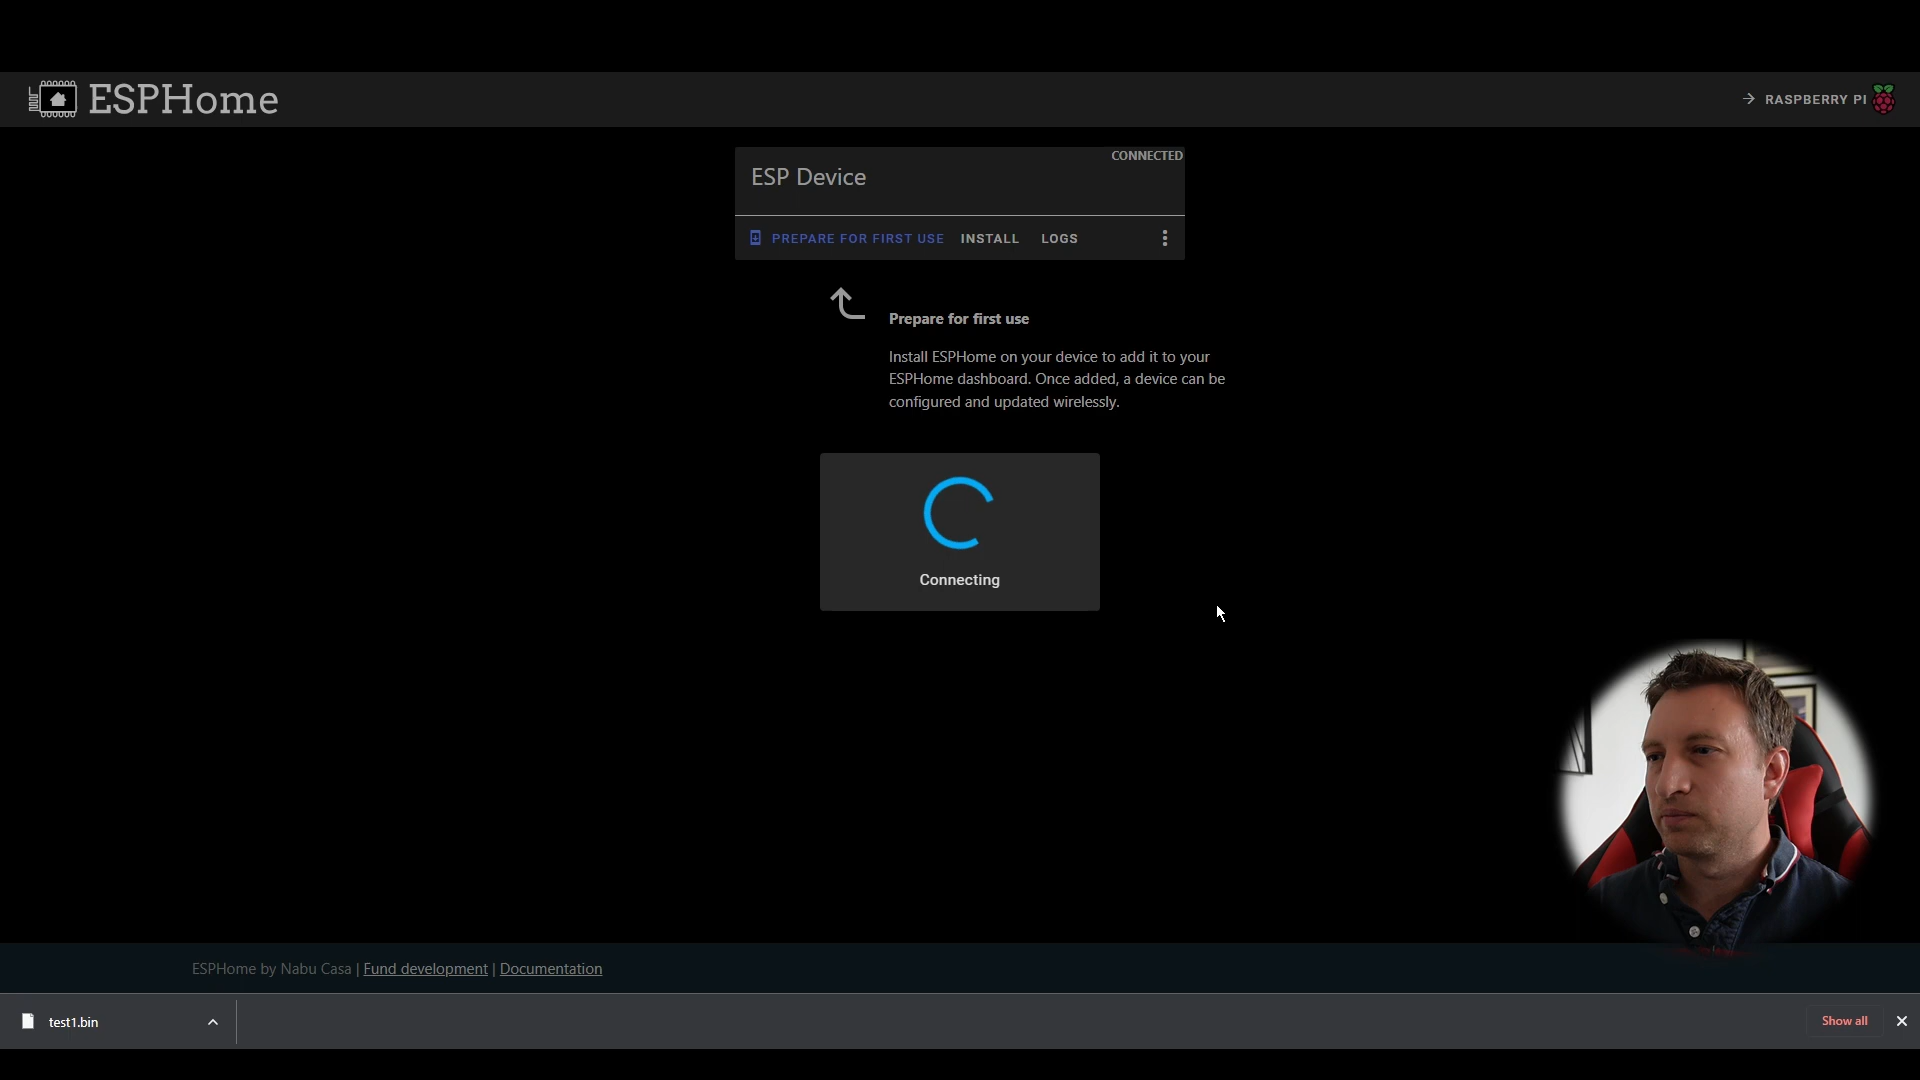 ESPHome
RASPBERRY PI
CONNECTED
ESP Device
PREPARE FOR FIRST USE INSTALL LOGS
Prepare for first use
Install ESPHome on your device to add it to your
ESPHome dashboard. Once added, a device can be
configured and updated wirelessly.
Connecting
ESPHome by Nabu Casa | Fund development | Documentation
test1.bin
Show all